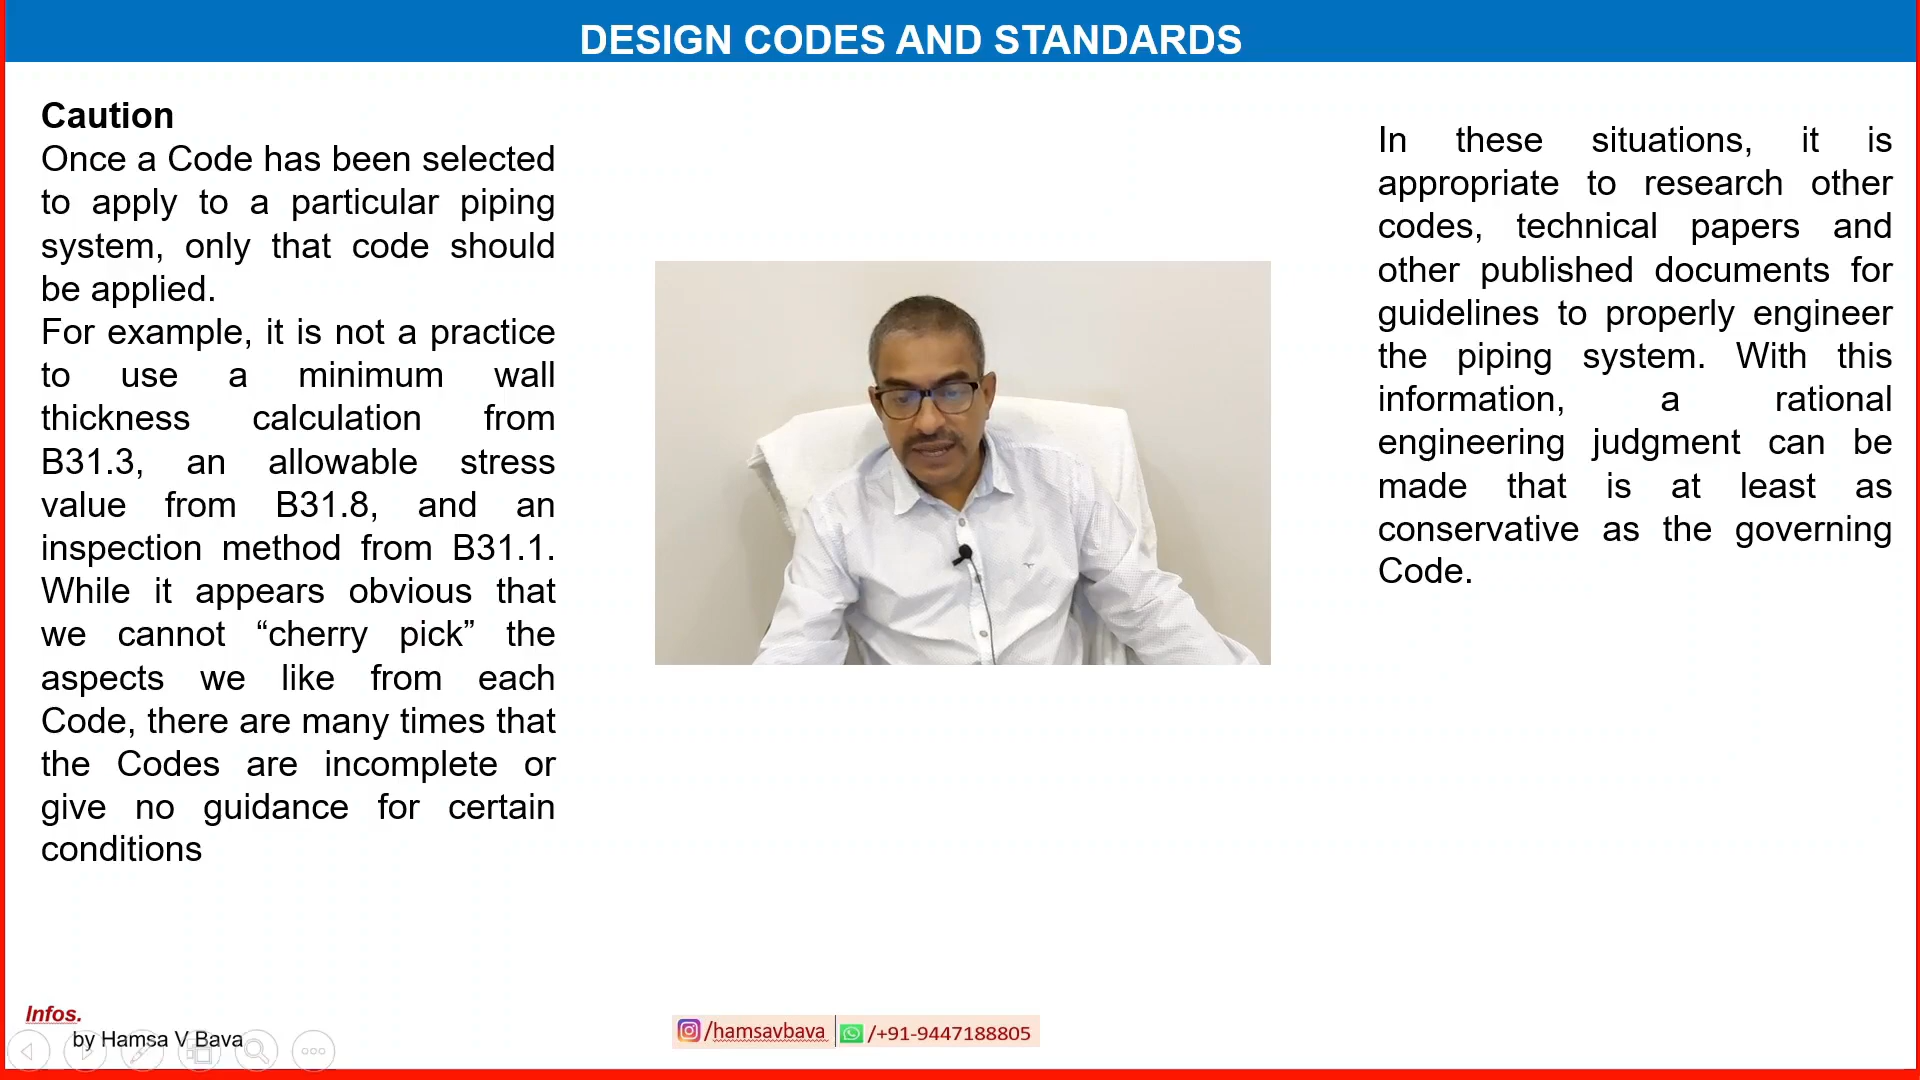 DESIGN CODES AND STANDARDS
Caution
Once a Code has been selected
to apply to a particular piping
system, only that code should
be applied.
For example, it is not a practice
to use a minimum wall
thickness calculation from
B31.3, an allowable stress
value from B31.8, and an
inspection method from B31.1.
While it appears obvious that
we cannot “cherry pick” the
aspects we like from each
Code, there are many times that
the Codes are incomplete or
give no guidance for certain
conditions
In these situations, it is
appropriate to research other
codes, technical papers and
other published documents for
guidelines to properly engineer
the piping system. With this
information, a rational
engineering judgment can be
made that is at least as
conservative as the governing
Code.
Infos.
by Hamsa V Bava
/hamsavbava
/+91-9447188805